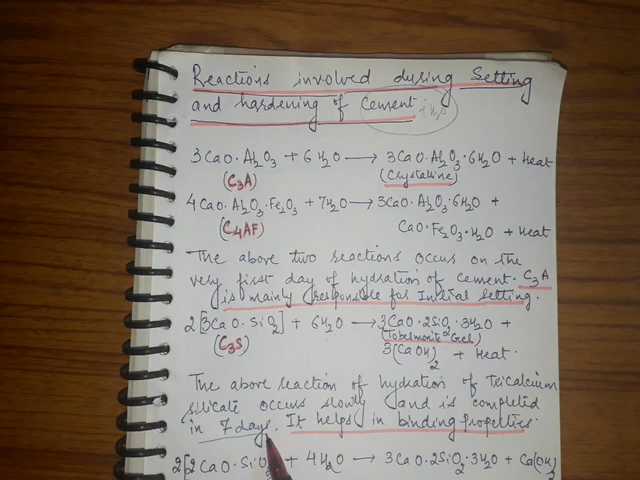 Reactions involved during Setting
and hardening of Cement imp
3CaO·Al₂O₃ + 6H₂O → 3CaO·Al₂O₃·6H₂O + Heat
(C₃A) (Crystalline)
4CaO·Al₂O₃·Fe₂O₃ + 7H₂O → 3CaO·Al₂O₃·6H₂O +
(C₄AF) CaO·Fe₂O₃·H₂O + Heat
The above two reactions occurs on the
very first day of hydration of cement. C₃A
is mainly responsible for Initial Setting.
2[3CaO·SiO₂] + 6H₂O → 3CaO·2SiO₂·3H₂O +
(C₃S) (Tobelmorite Gel)
3(CaOH)₂ + Heat.
The above reaction of hydration of Tricalcium
silicate occurs slowly and is completed
in 7 days. It helps in binding properties.
2[2CaO·SiO₂ + 4H₂O → 3CaO·2SiO₂·3H₂O + Ca(OH)₂